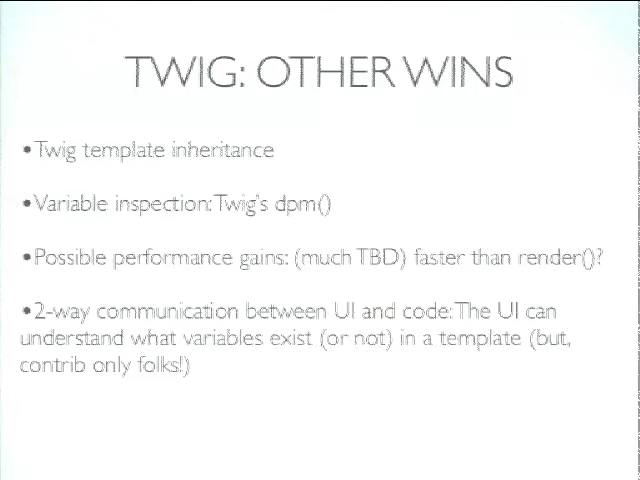 TWIG: OTHER WINS
•Twig template inheritance
•Variable inspection: Twig's dpm()
•Possible performance gains: (much TBD) faster than render()?
•2-way communication between UI and code: The UI can
understand what variables exist (or not) in a template (but,
contrib only folks!)